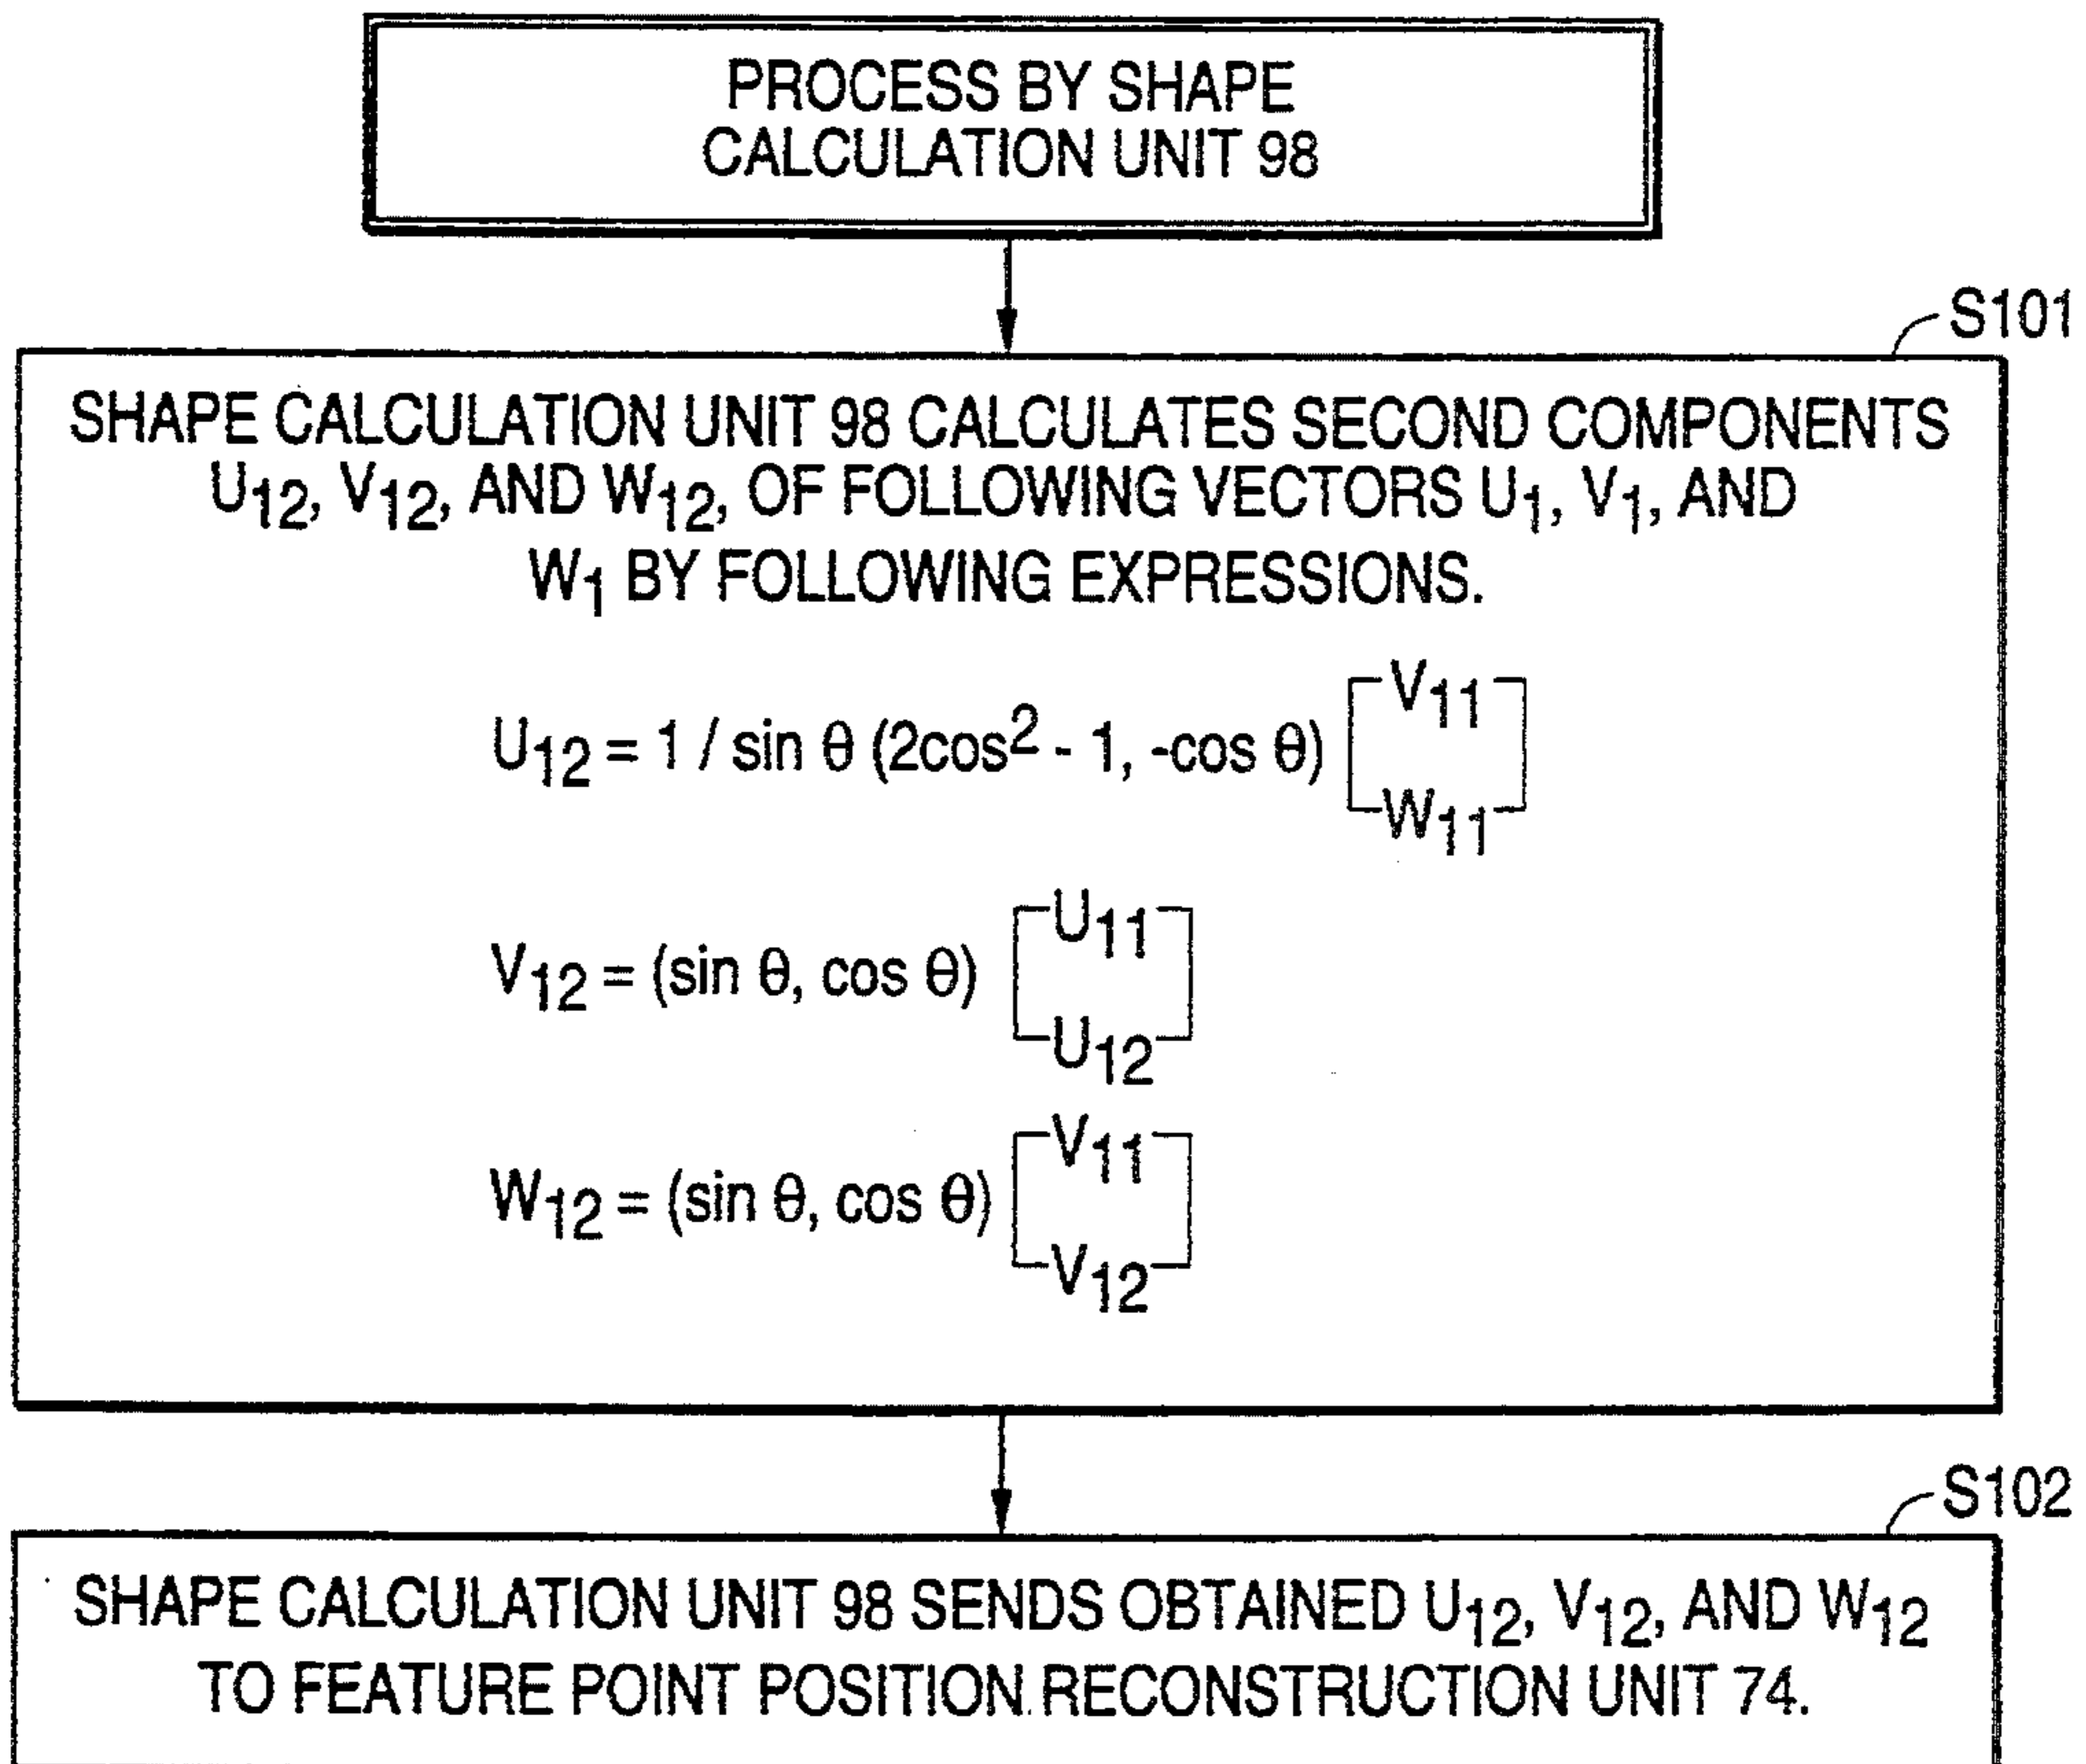 PROCESS BY SHAPE
CALCULATION UNIT 98
S101
SHAPE CALCULATION UNIT 98 CALCULATES SECOND COMPONENTS
U12, V12, AND W12, OF FOLLOWING VECTORS U1, V1, AND
W1 BY FOLLOWING EXPRESSIONS.
U12 = 1 / sin θ (2cos² - 1, -cos θ) [V11
W11]
V12 = (sin θ, cos θ) [U11
U12]
W12 = (sin θ, cos θ) [V11
V12]
S102
SHAPE CALCULATION UNIT 98 SENDS OBTAINED U12, V12, AND W12
TO FEATURE POINT POSITION RECONSTRUCTION UNIT 74.